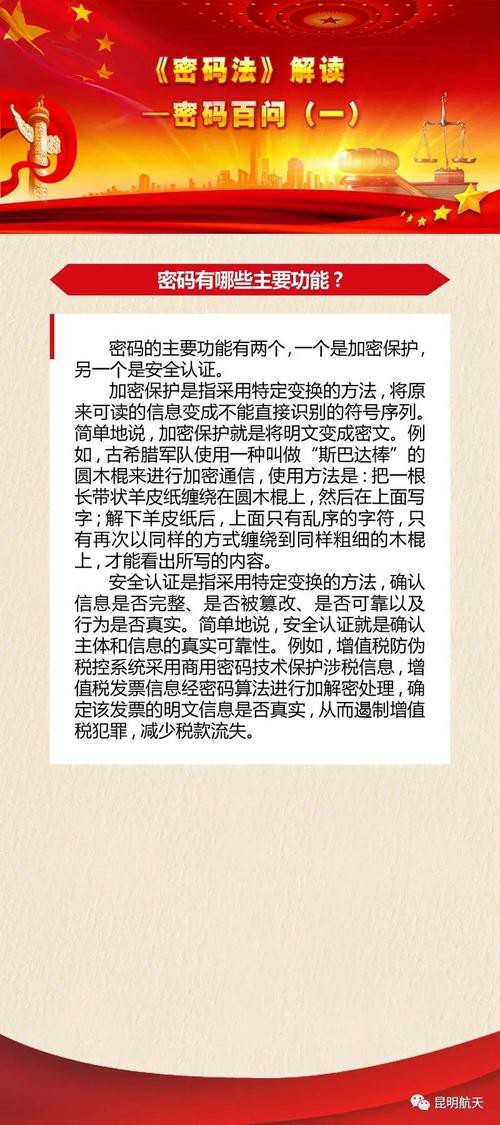 《密码法》解读
—密码百问（一）
密码有哪些主要功能？
密码的主要功能有两个，一个是加密保护，
另一个是安全认证。
加密保护是指采用特定变换的方法，将原
来可读的信息变成不能直接识别的符号序列。
简单地说，加密保护就是将明文变成密文。例
如，古希腊军队使用一种叫做“斯巴达棒”的
圆木棍来进行加密通信，使用方法是：把一根
长带状羊皮纸缠绕在圆木棍上，然后在上面写
字；解下羊皮纸后，上面只有乱序的字符，只
有再次以同样的方式缠绕到同样粗细的木棍
上，才能看出所写的内容。
安全认证是指采用特定变换的方法，确认
信息是否完整、是否被篡改、是否可靠以及
行为是否真实。简单地说，安全认证就是确认
主体和信息的真实可靠性。例如，增值税防伪
税控系统采用商用密码技术保护涉税信息，增
值税发票信息经密码算法进行加解密处理，确
定该发票的明文信息是否真实，从而遏制增值
税犯罪，减少税款流失。
昆明航天